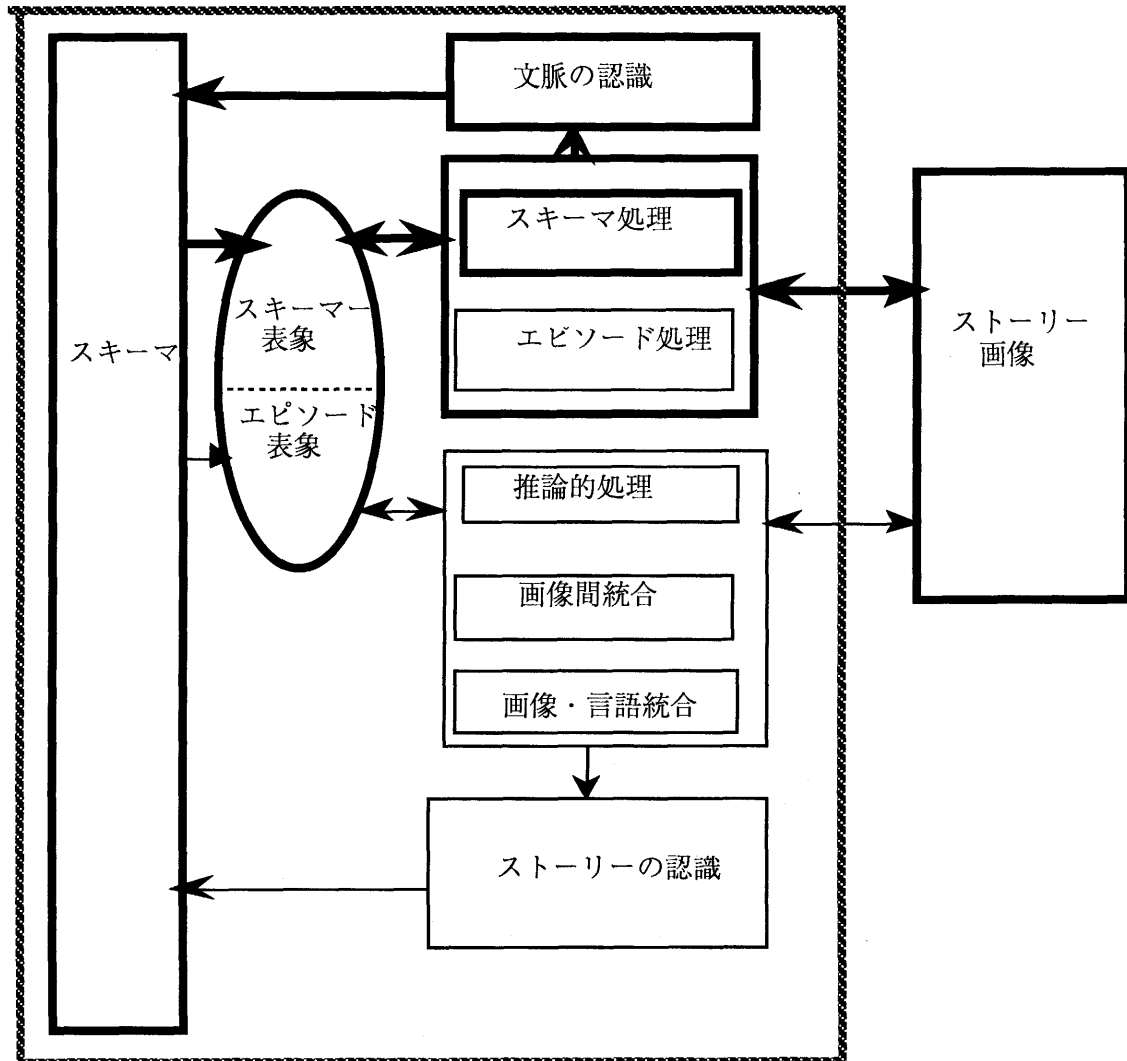 文脈の認識
スキーマ処理
エピソード処理
スキーマ
スキーマー
表象
エピソード
表象
ストーリー
画像
推論的処理
画像間統合
画像・言語統合
ストーリーの認識